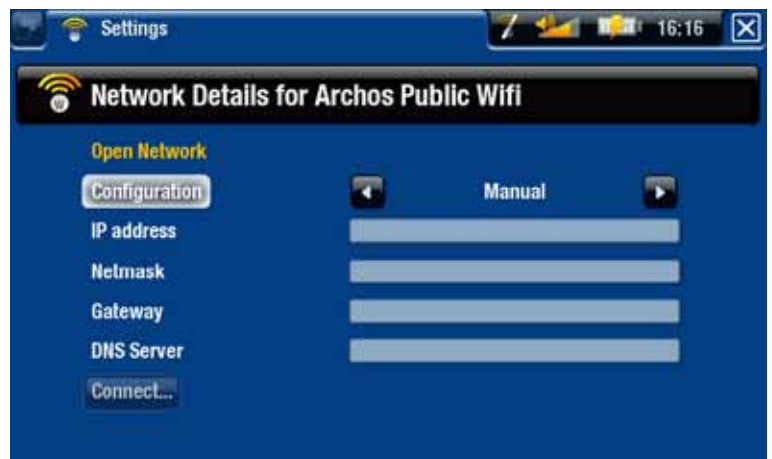 Settings
16:16
Network Details for Archos Public Wifi
Open Network
Configuration Manual
IP address
Netmask
Gateway
DNS Server
Connect...